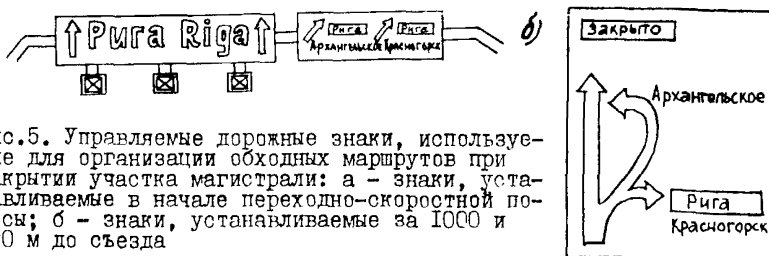 Рига Riga
Рига Рига
Архангельское Красногорск
б)
Закрыто
Архангельское
Рига
Красногорск
с.5. Управляемые дорожные знаки, используе-
е для организации обходных маршрутов при
крытии участка магистрали: а - знаки, уста-
вливаемые в начале переходно-скоростной по-
сы; б - знаки, устанавливаемые за I000 и
0 м до съезда